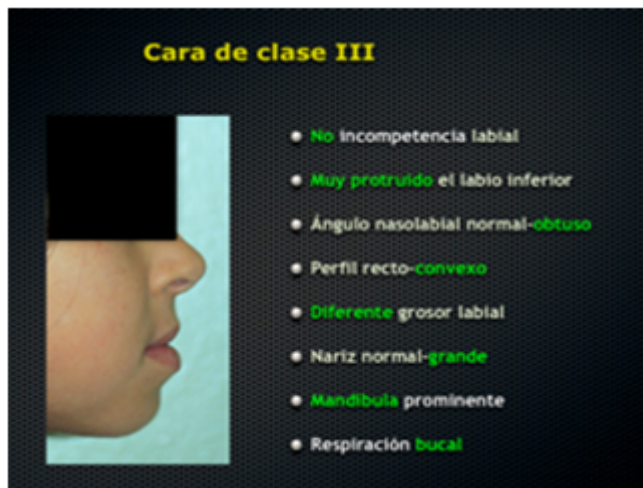 Cara de clase III
No incompetencia labial
Muy protruido el labio inferior
Ángulo nasolabial normal-obtuso
Perfil recto-convexo
Diferente grosor labial
Nariz normal-grande
Mandíbula prominente
Respiración bucal